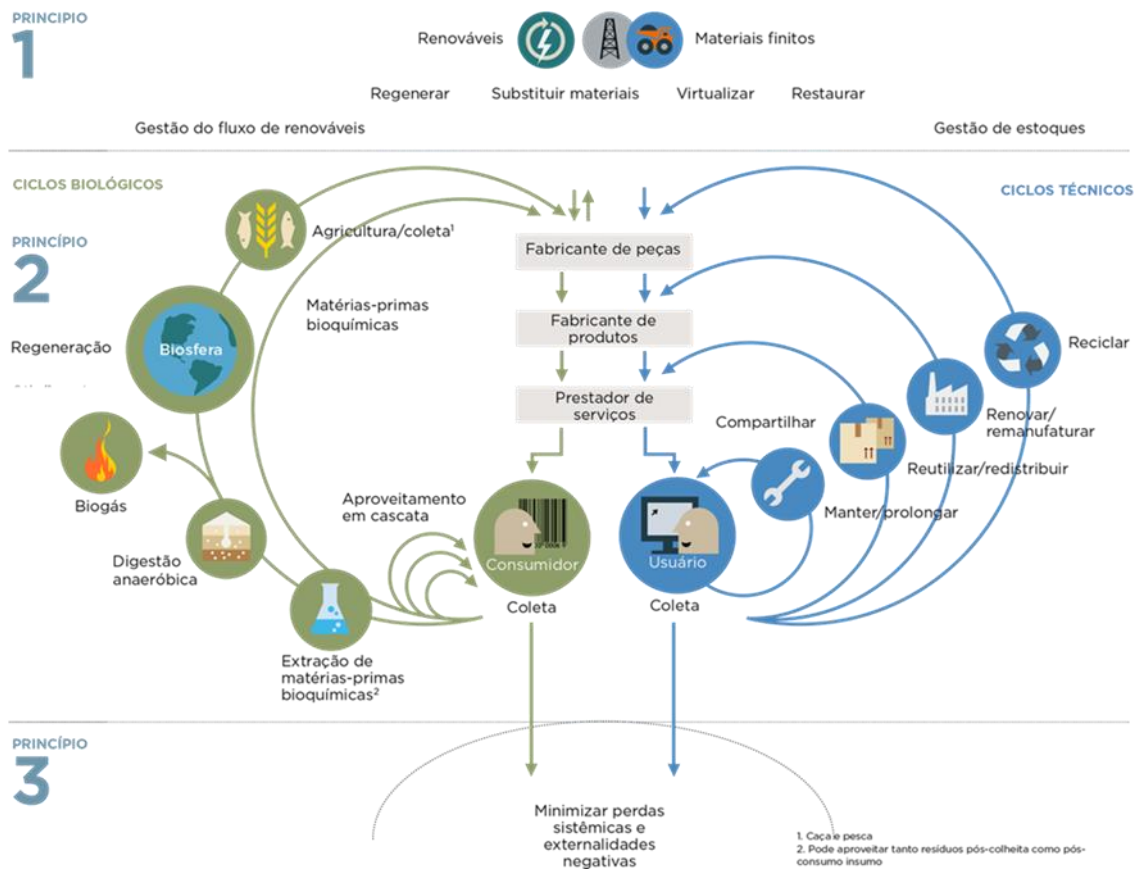 PRINCIPIO
1
Renováveis
Materiais finitos
Regenerar
Substituir materiais
Virtualizar
Restaurar
Gestão do fluxo de renováveis
Gestão de estoques
CICLOS BIOLÓGICOS
CICLOS TÉCNICOS
PRINCÍPIO
2
Agricultura/coleta¹
Fabricante de peças
Matérias-primas
bioquímicas
Fabricante de
produtos
Regeneração
Biosfera
Reciclar
Prestador de
serviços
Compartilhar
Renovar/
remanufaturar
Reutilizar/redistribuir
Biogás
Aproveitamento
em cascata
Manter/prolongar
Digestão
anaeróbica
Consumidor
Usuário
Coleta
Coleta
Extração de
matérias-primas
bioquímicas²
PRINCÍPIO
3
Minimizar perdas
sistêmicas e
externalidades
negativas
1. Caça e pesca
2. Pode aproveitar tanto resíduos pós-colheita como pós-
consumo insumo